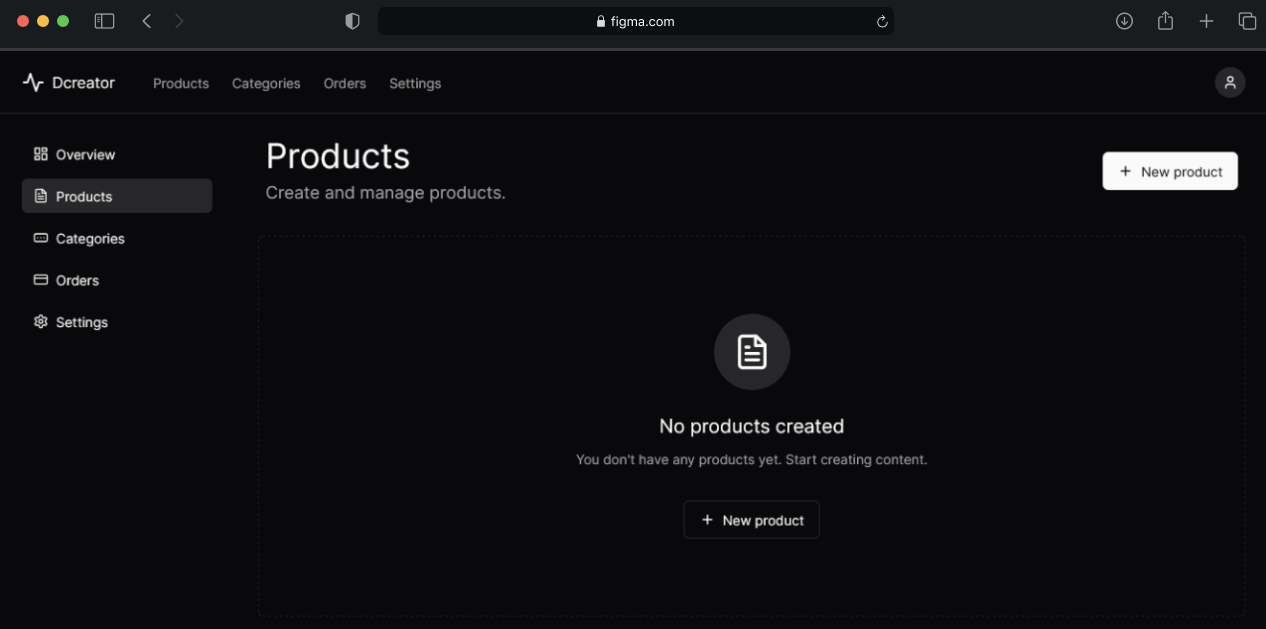 figma.com
Dcreator Products Categories Orders Settings
Overview
Products
Categories
Orders
Settings
Products
Create and manage products.
+ New product
No products created
You don't have any products yet. Start creating content.
+ New product